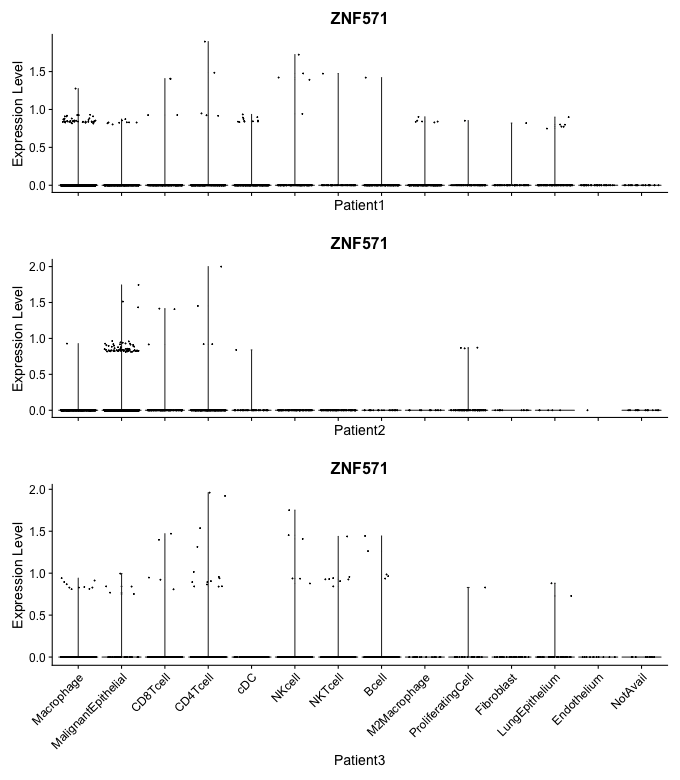 ZNF571
Expression Level
1.5
1.0
0.5
0.0
Patient1
ZNF571
Expression Level
2.0
1.5
1.0
0.5
0.0
Patient2
ZNF571
Expression Level
2.0
1.5
1.0
0.5
0.0
Macrophage
MalignantEpithelial
CD8Tcell
CD4Tcell
cDC
NKcell
NKTcell
Bcell
M2Macrophage
ProliferatingCell
Fibroblast
LungEpithelium
Endothelium
NotAvail
Patient3